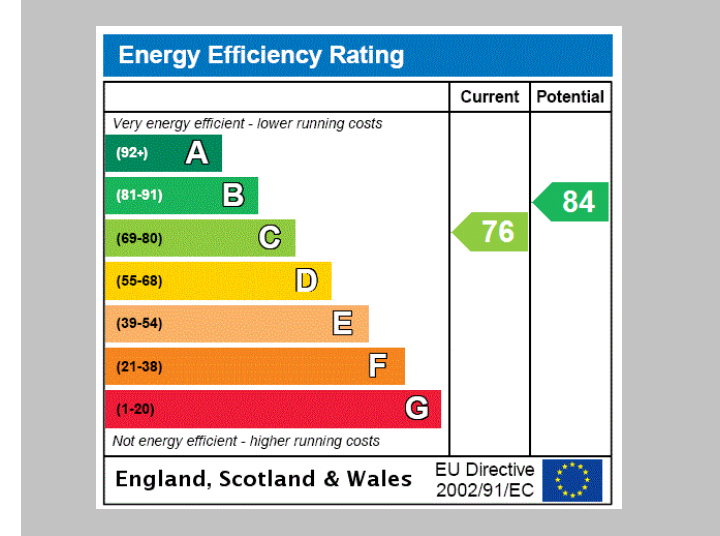 Energy Efficiency Rating
Current Potential
Very energy efficient - lower running costs
(92+) A
(81-91) B
84
(69-80) C
76
(55-68) D
(39-54) E
(21-38) F
(1-20) G
Not energy efficient - higher running costs
England, Scotland & Wales
EU Directive
2002/91/EC